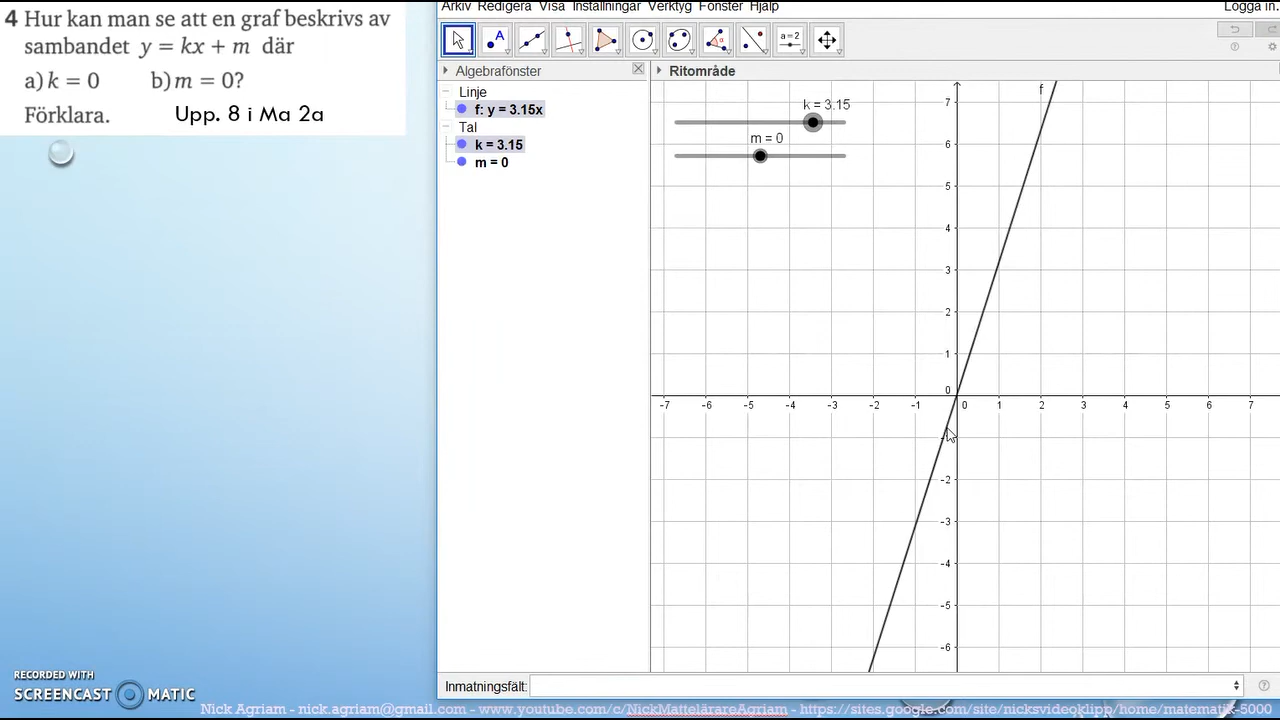 4 Hur kan man se att en graf beskrivs av
sambandet y = kx + m där
a) k = 0 b) m = 0?
Förklara. Upp. 8 i Ma 2a
Arkiv Redigera Visa Inställningar Verktyg Fönster Hjälp Logga in..
A
α
a=2
Algebrafönster
Ritområde
Linje
f: y = 3.15x
Tal
k = 3.15
m = 0
k = 3.15
m = 0
f
7
6
5
4
3
2
1
0
-7 -6 -5 -4 -3 -2 -1 0 1 2 3 4 5 6 7
-2
-3
-4
-5
-6
Inmatningsfält:
RECORDED WITH
SCREENCAST MATIC
Nick Agriam - nick.agriam@gmail.com - www.youtube.com/c/NickMattelärareAgriam - https://sites.google.com/site/nicksvideoklipp/home/matematik-5000